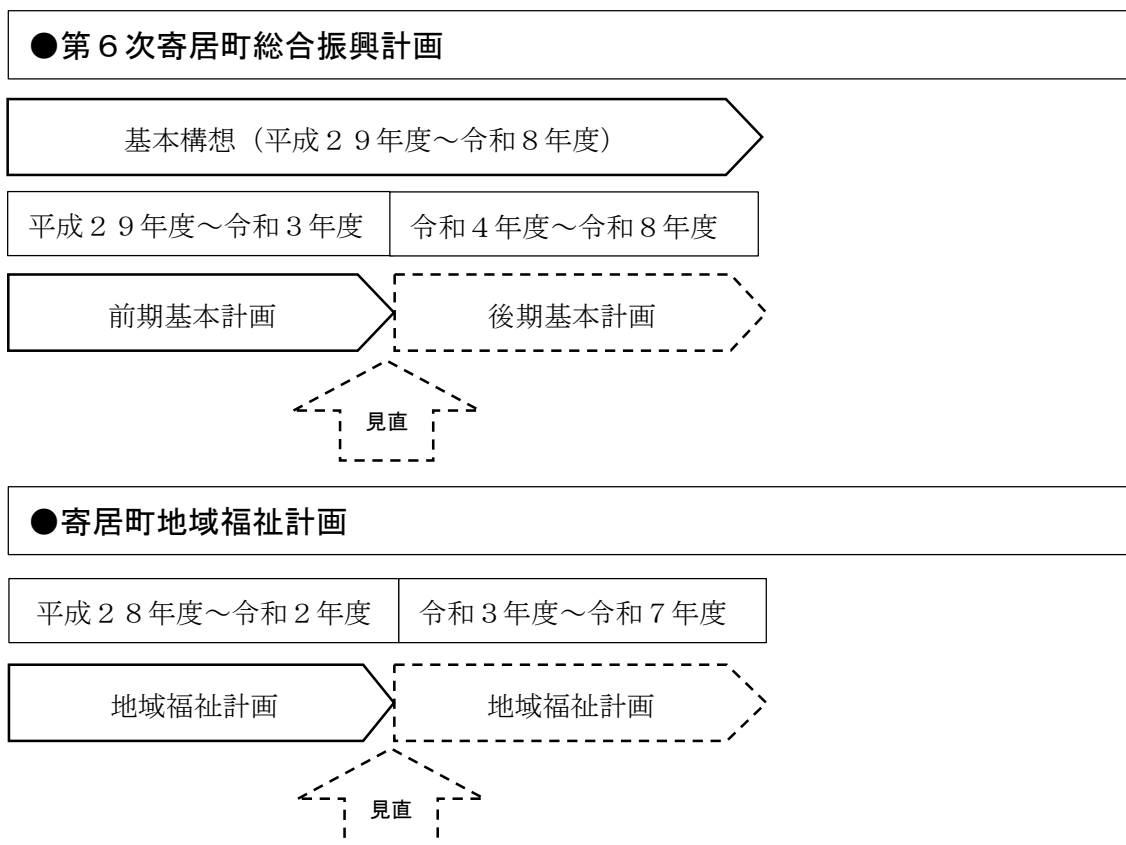 ●第６次寄居町総合振興計画
基本構想（平成２９年度～令和８年度）
平成２９年度～令和３年度
令和４年度～令和８年度
前期基本計画
後期基本計画
見直
●寄居町地域福祉計画
平成２８年度～令和２年度
令和３年度～令和７年度
地域福祉計画
地域福祉計画
見直